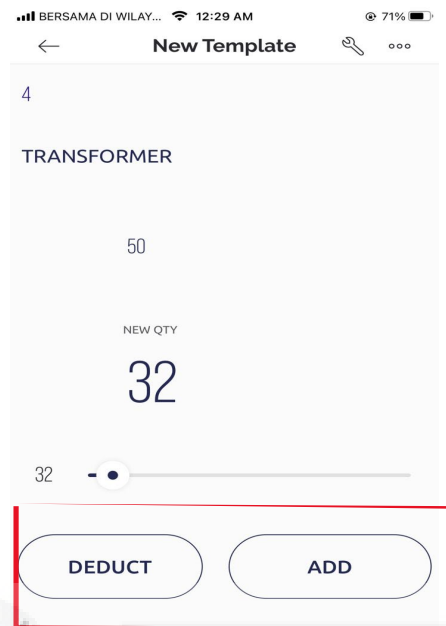 BERSAMA DI WILAY... 12:29 AM 71%
New Template
4
TRANSFORMER
50
NEW QTY
32
32
DEDUCT ADD